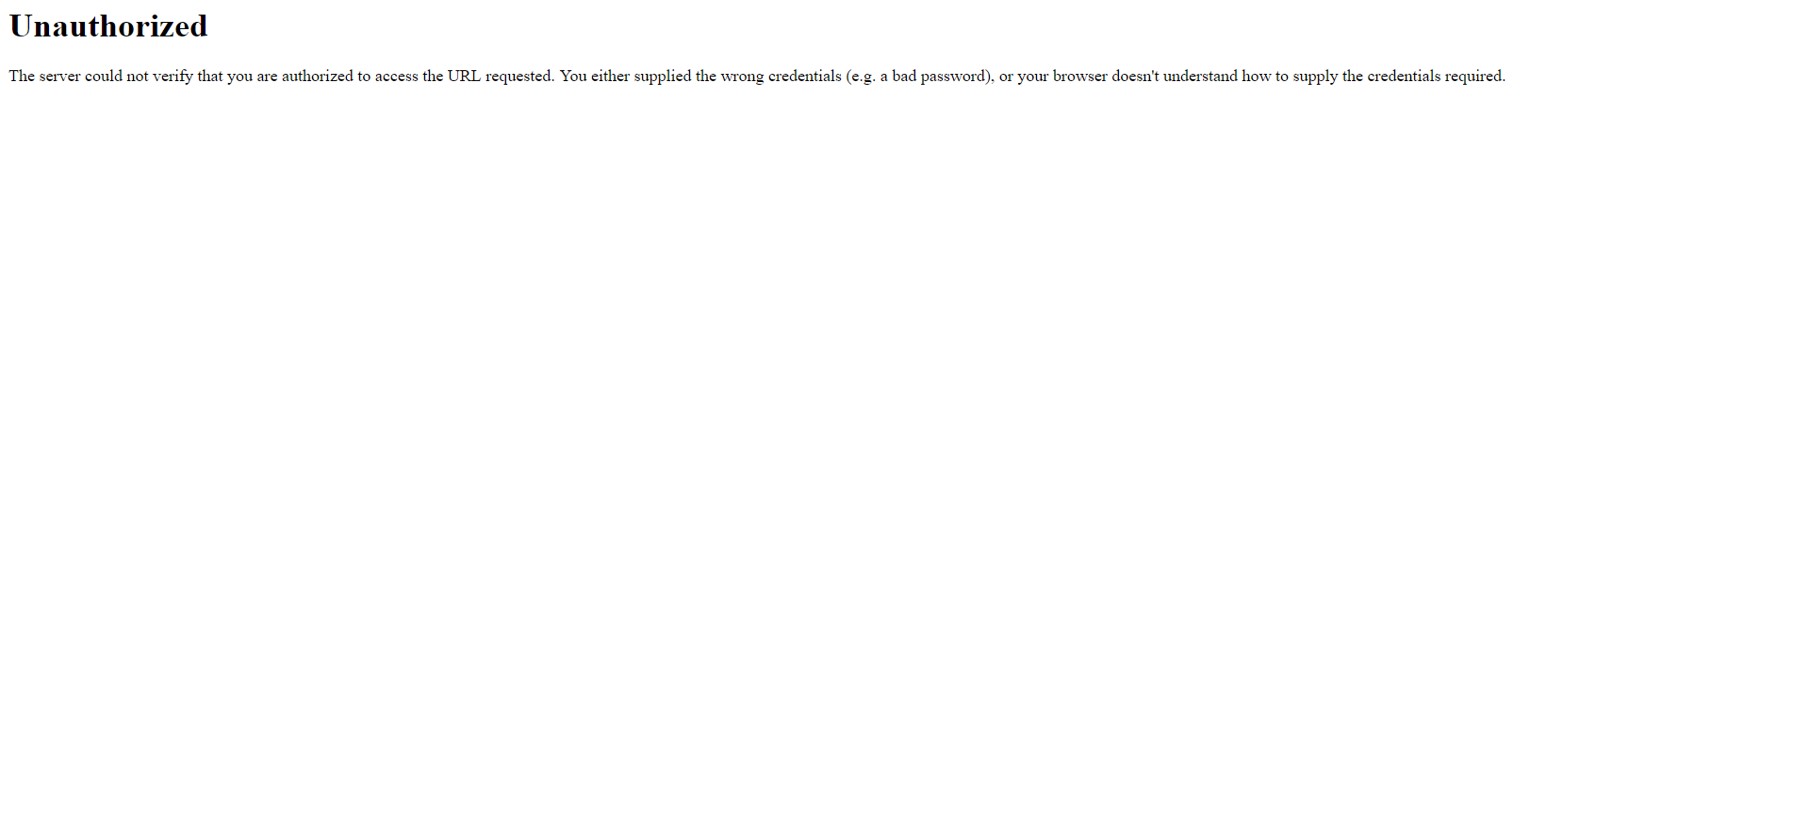 Unauthorized
The server could not verify that you are authorized to access the URL requested. You either supplied the wrong credentials (e.g. a bad password), or your browser doesn't understand how to supply the credentials required.